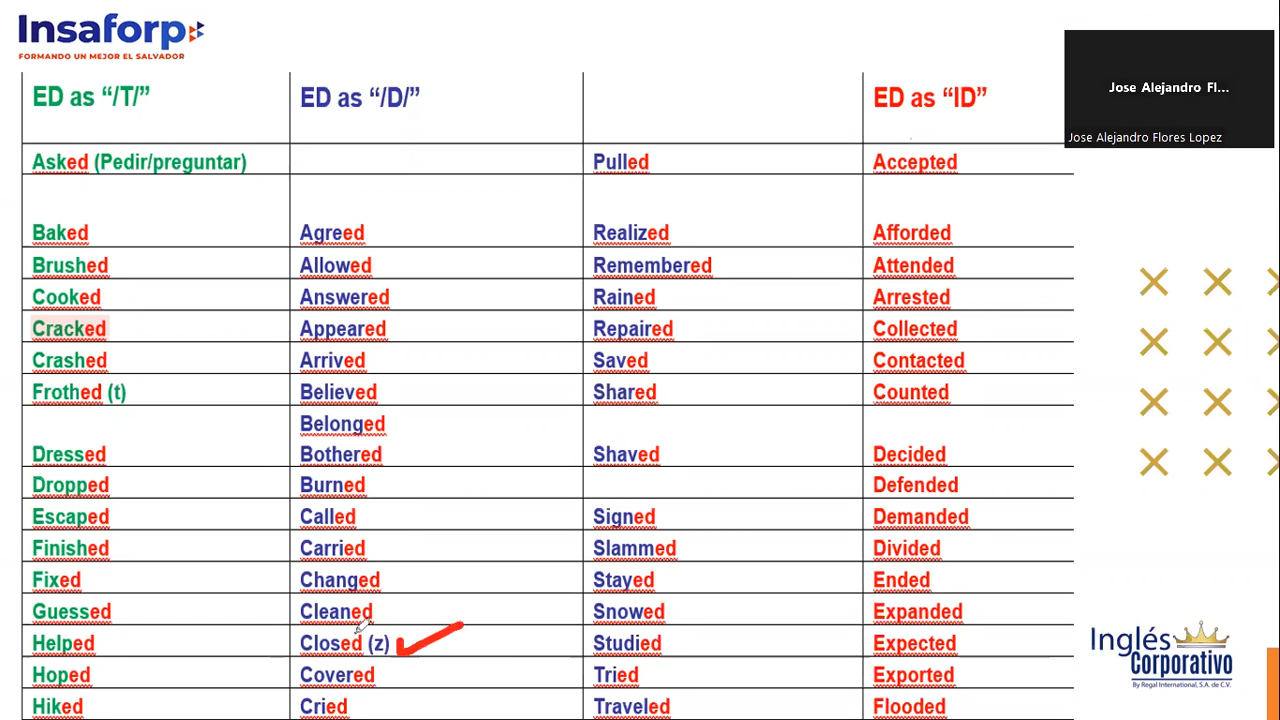 Insaforp
FORMANDO UN MEJOR EL SALVADOR
Jose Alejandro Fl...
Jose Alejandro Flores Lopez
ED as “/T/” ED as “/D/” ED as “ID”
Asked (Pedir/preguntar) Pulled Accepted
Baked Agreed Realized Afforded
Brushed Allowed Remembered Attended
Cooked Answered Rained Arrested
Cracked Appeared Repaired Collected
Crashed Arrived Saved Contacted
Frothed (t) Believed Shared Counted
Belonged
Dressed Bothered Shaved Decided
Dropped Burned Defended
Escaped Called Signed Demanded
Finished Carried Slammed Divided
Fixed Changed Stayed Ended
Guessed Cleaned Snowed Expanded
Helped Closed (z) Studied Expected
Hoped Covered Tried Exported
Hiked Cried Traveled Flooded
Inglés
Corporativo
By Regal International, S.A. de C.V.